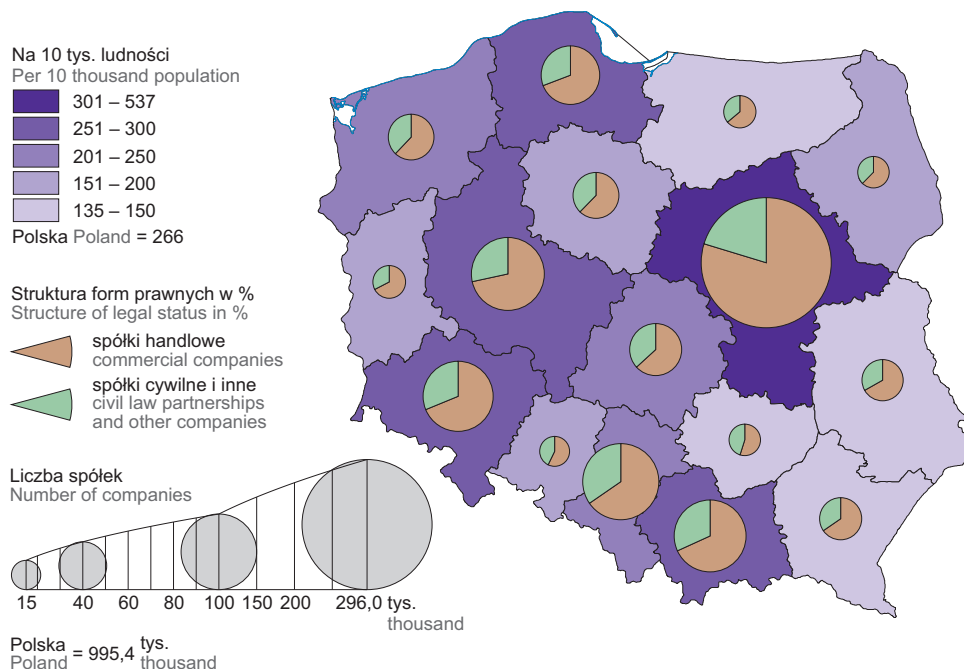 Na 10 tys. ludności
Per 10 thousand population
301 – 537
251 – 300
201 – 250
151 – 200
135 – 150
Polska Poland = 266
Struktura form prawnych w %
Structure of legal status in %
spółki handlowe
commercial companies
spółki cywilne i inne
civil law partnerships
and other companies
Liczba spółek
Number of companies
15 40 60 80 100 150 200 296,0 tys.
thousand
Polska = 995,4 tys.
Poland thousand